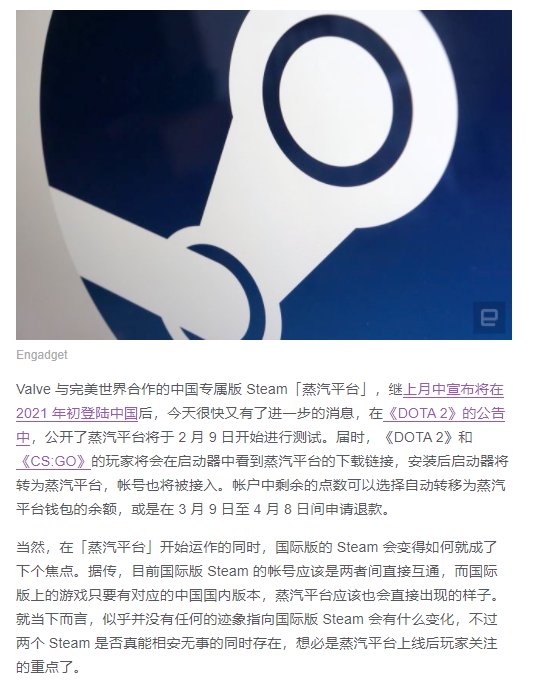 Engadget
Valve 与完美世界合作的中国专属版 Steam「蒸汽平台」，继上月中宣布将在
2021 年初登陆中国后，今天很快又有了进一步的消息，在《DOTA 2》的公告
中，公开了蒸汽平台将于 2 月 9 日开始进行测试。届时，《DOTA 2》和
《CS:GO》的玩家将会在启动器中看到蒸汽平台的下载链接，安装后启动器将
转为蒸汽平台，帐号也将被接入。帐户中剩余的点数可以选择自动转移为蒸汽
平台钱包的余额，或是在 3 月 9 日至 4 月 8 日间申请退款。
当然，在「蒸汽平台」开始运作的同时，国际版的 Steam 会变得如何就成了
下个焦点。据传，目前国际版 Steam 的帐号应该是两者间直接互通，而国际
版上的游戏只要有对应的中国国内版本，蒸汽平台应该也会直接出现的样子。
就当下而言，似乎并没有任何的迹象指向国际版 Steam 会有什么变化，不过
两个 Steam 是否真能相安无事的同时存在，想必是蒸汽平台上线后玩家关注
的重点了。